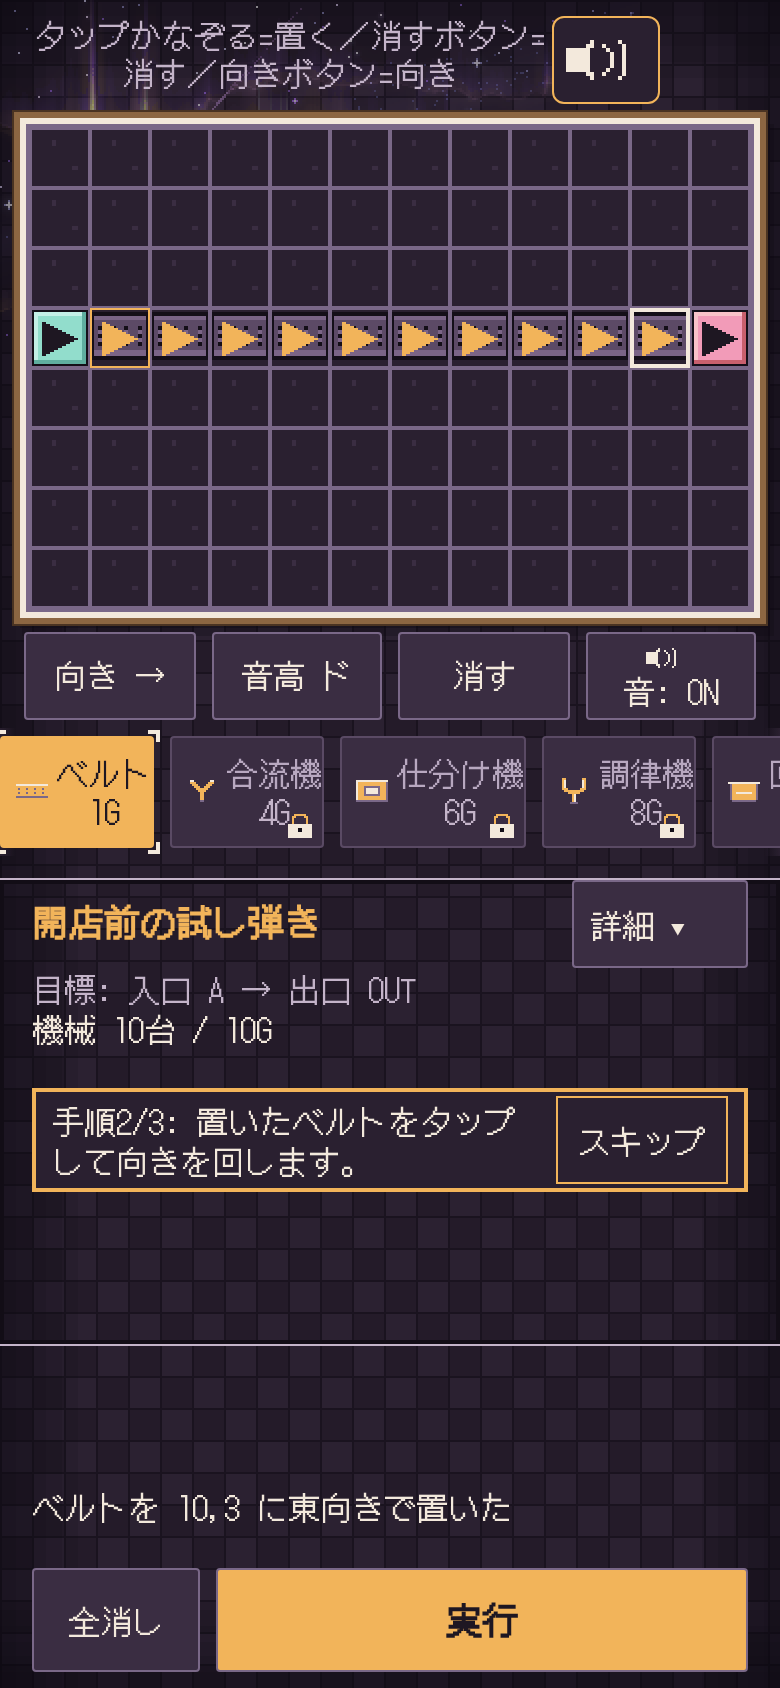 タップかなぞる=置く／消すボタン=
消す／向きボタン=向き
向き → 音高 ド 消す 音: ON
ベルト 合流機 仕分け機 調律機
1G 4G 6G 8G
開店前の試し弾き
詳細 ▼
目標: 入口 A → 出口 OUT
機械 10台 / 10G
手順2/3: 置いたベルトをタップ
して向きを回します。
スキップ
ベルトを 10,3 に東向きで置いた
全消し 実行